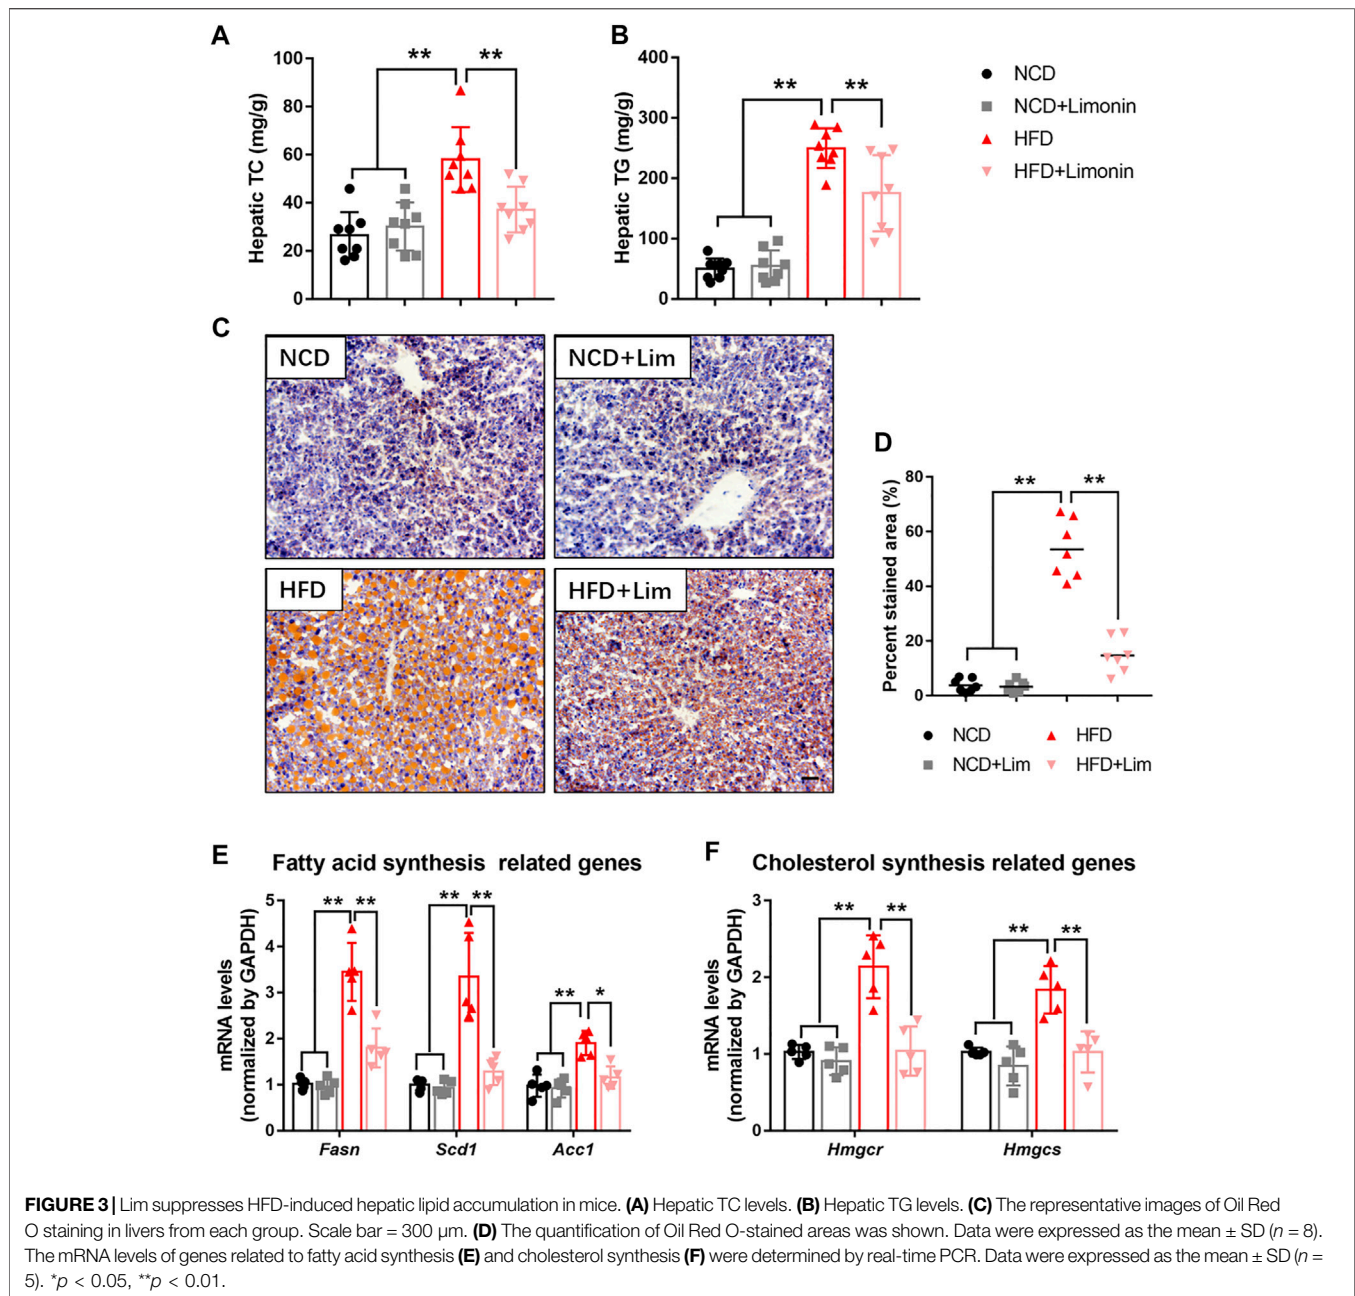 A
B
Hepatic TC (mg/g)
100
80
60
40
20
0
** **
Hepatic TG (mg/g)
400
300
200
100
0
** **
NCD
NCD+Limonin
HFD
HFD+Limonin
C
NCD
NCD+Lim
HFD
HFD+Lim
D
Percent stained area (%)
80
60
40
20
0
** **
NCD HFD
NCD+Lim HFD+Lim
E Fatty acid synthesis related genes
mRNA levels
(normalized by GAPDH)
5
4
3
2
1
0
** ** ** ** ** *
Fasn Scd1 Acc1
F Cholesterol synthesis related genes
mRNA levels
(normalized by GAPDH)
3
2
1
0
** ** ** **
Hmgcr Hmgcs
FIGURE 3 | Lim suppresses HFD-induced hepatic lipid accumulation in mice. (A) Hepatic TC levels. (B) Hepatic TG levels. (C) The representative images of Oil Red
O staining in livers from each group. Scale bar = 300 μm. (D) The quantification of Oil Red O-stained areas was shown. Data were expressed as the mean ± SD (n = 8).
The mRNA levels of genes related to fatty acid synthesis (E) and cholesterol synthesis (F) were determined by real-time PCR. Data were expressed as the mean ± SD (n =
5). *p < 0.05, **p < 0.01.